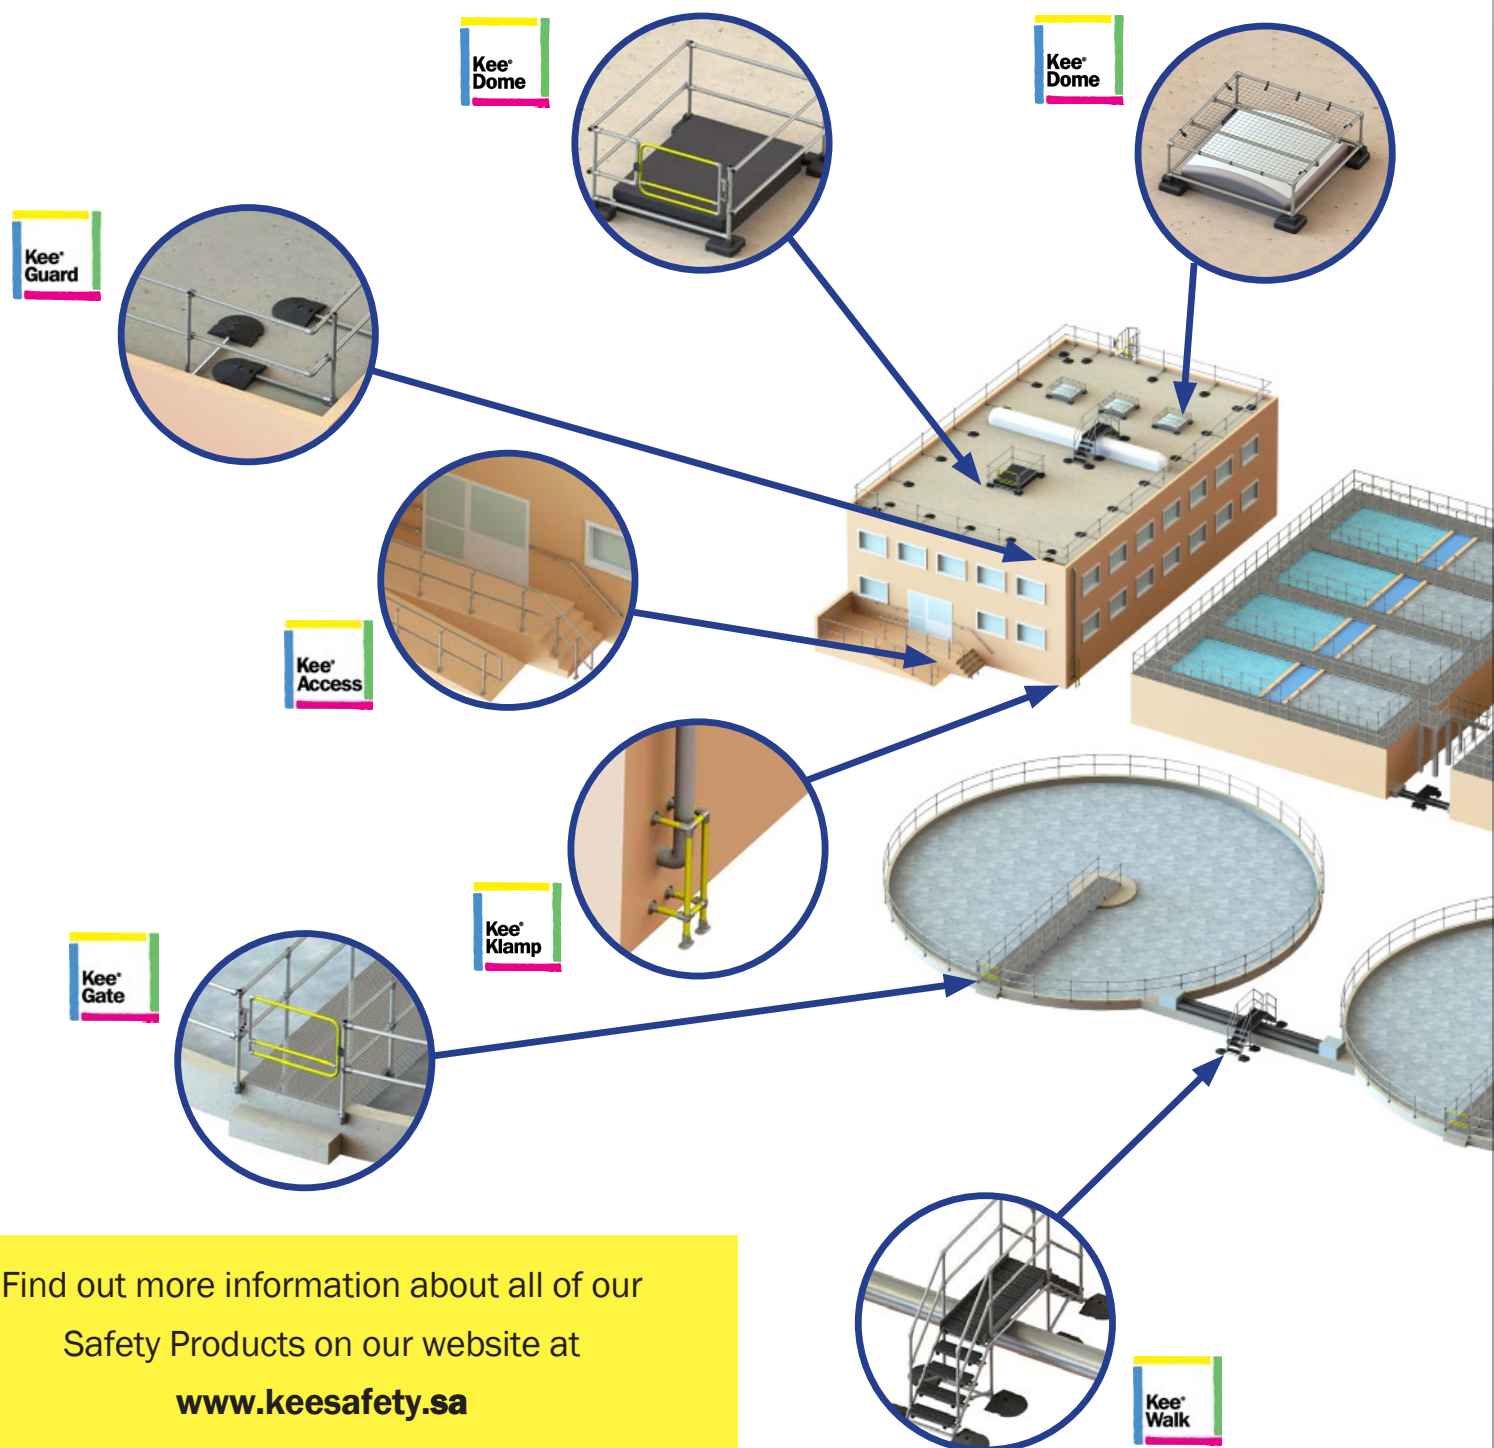 Kee®
Dome
Kee®
Dome
Kee®
Guard
Kee®
Access
Kee®
Klamp
Kee®
Gate
Find out more information about all of our
Safety Products on our website at
www.keesafety.sa
Kee®
Walk